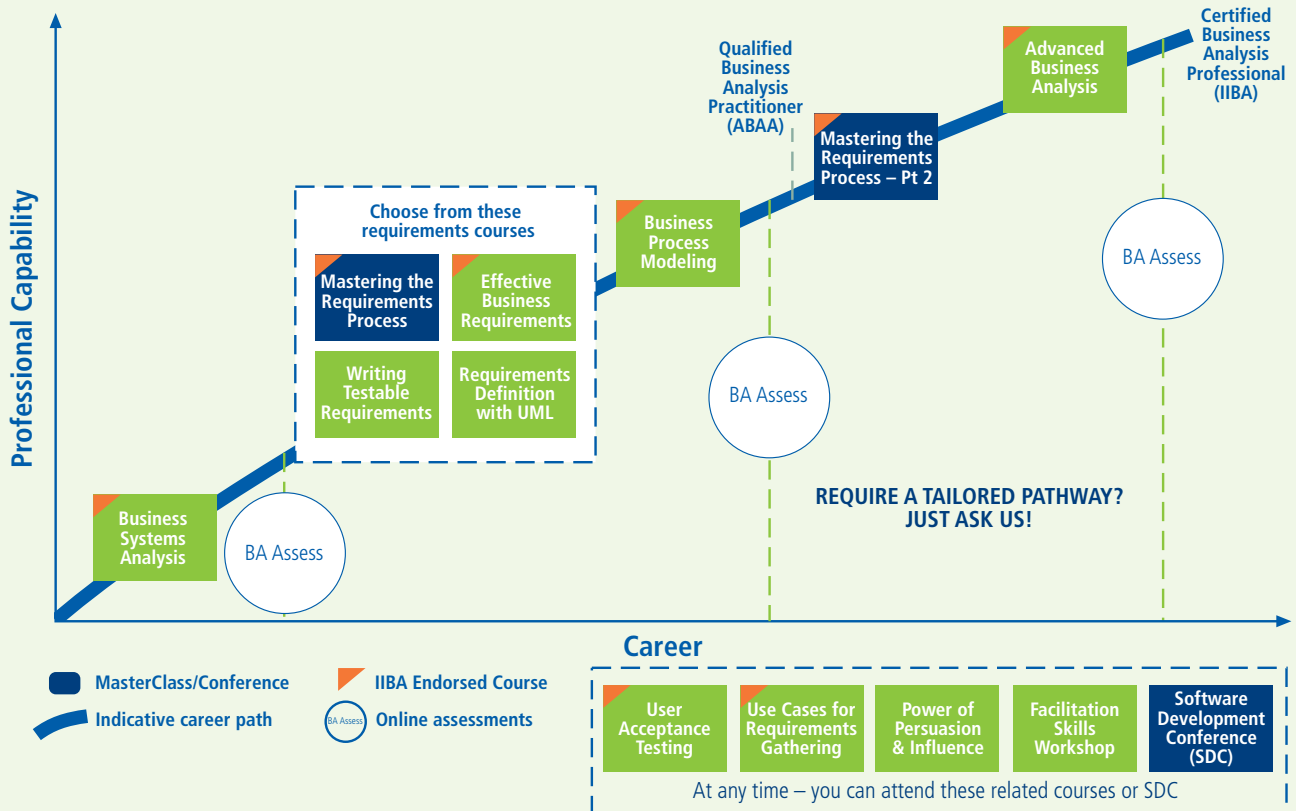 Certified
Business
Analysis
Professional
(IIBA)
Qualified
Business
Analysis
Practitioner
(ABAA)
Advanced
Business
Analysis
Mastering the
Requirements
Process – Pt 2
Professional Capability
Choose from these
requirements courses
Mastering the
Requirements
Process
Effective
Business
Requirements
Writing
Testable
Requirements
Requirements
Definition
with UML
Business
Process
Modeling
BA Assess
BA Assess
REQUIRE A TAILORED PATHWAY?
JUST ASK US!
Business
Systems
Analysis
BA Assess
Career
MasterClass/Conference
IIBA Endorsed Course
Indicative career path
BA Assess
Online assessments
User
Acceptance
Testing
Use Cases for
Requirements
Gathering
Power of
Persuasion
& Influence
Facilitation
Skills
Workshop
Software
Development
Conference
(SDC)
At any time – you can attend these related courses or SDC